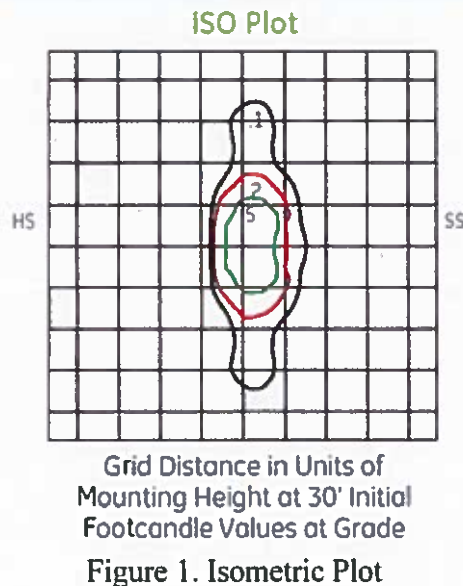 ISO Plot
.1
.2
.5
HS
SS
Grid Distance in Units of
Mounting Height at 30' Initial
Footcandle Values at Grade
Figure 1. Isometric Plot